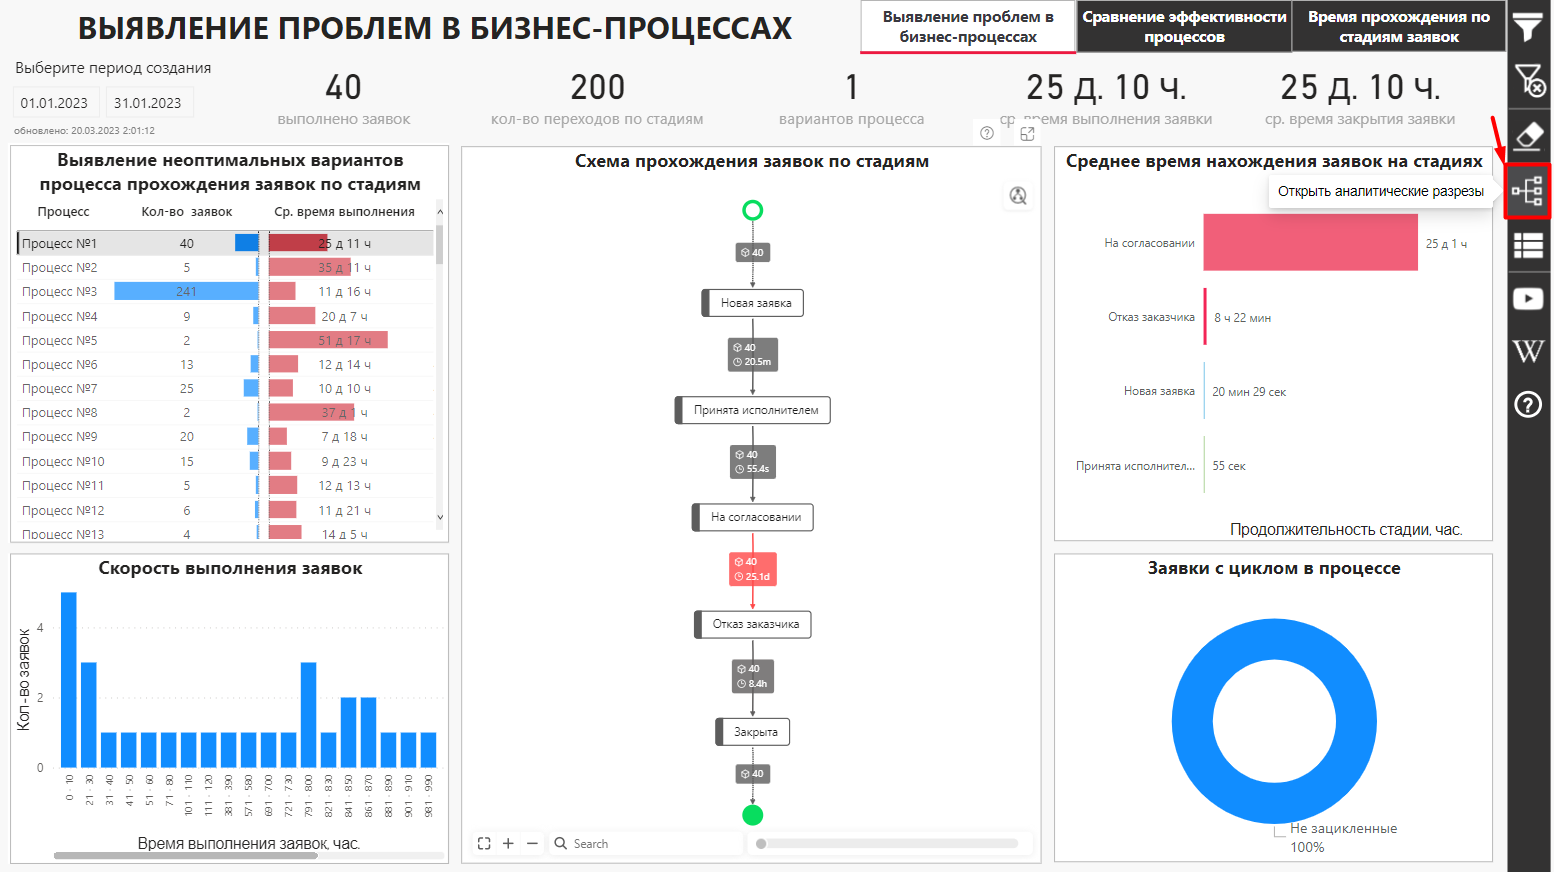 ВЫЯВЛЕНИЕ ПРОБЛЕМ В БИЗНЕС-ПРОЦЕССАХ
Выявление проблем в
бизнес-процессах
Сравнение эффективности
процессов
Время прохождения по
стадиям заявок
Выберите период создания
01.01.2023
31.01.2023
обновлено: 20.03.2023 2:01:12
40
выполнено заявок
200
кол-во переходов по стадиям
1
вариантов процесса
25 д. 10 ч.
ср. время выполнения заявки
25 д. 10 ч.
ср. время закрытия заявки
Выявление неоптимальных вариантов
процесса прохождения заявок по стадиям
Процесс Кол-во заявок Ср. время выполнения
Процесс №1 40 25 д 11 ч
Процесс №2 5 35 д 11 ч
Процесс №3 241 11 д 16 ч
Процесс №4 9 20 д 7 ч
Процесс №5 2 51 д 17 ч
Процесс №6 13 12 д 14 ч
Процесс №7 25 10 д 10 ч
Процесс №8 2 37 д 1 ч
Процесс №9 20 7 д 18 ч
Процесс №10 15 9 д 23 ч
Процесс №11 5 12 д 13 ч
Процесс №12 6 11 д 21 ч
Процесс №13 4 14 д 5 ч
Схема прохождения заявок по стадиям
40
Новая заявка
40
20.5m
Принята исполнителем
40
55.4s
На согласовании
40
25.1d
Отказ заказчика
40
8.4h
Закрыта
40
Search
Среднее время нахождения заявок на стадиях
Открыть аналитические разрезы
На согласовании 25 д 1 ч
Отказ заказчика 8 ч 22 мин
Новая заявка 20 мин 29 сек
Принята исполнител... 55 сек
Продолжительность стадии, час.
Скорость выполнения заявок
Кол-во заявок
4
2
0
0 - 10
21 - 30
31 - 40
41 - 50
51 - 60
71 - 80
101 - 110
111 - 120
381 - 390
571 - 580
691 - 700
721 - 730
791 - 800
821 - 830
841 - 850
861 - 870
881 - 890
901 - 910
981 - 990
Время выполнения заявок, час.
Заявки с циклом в процессе
Не зацикленные
100%
W